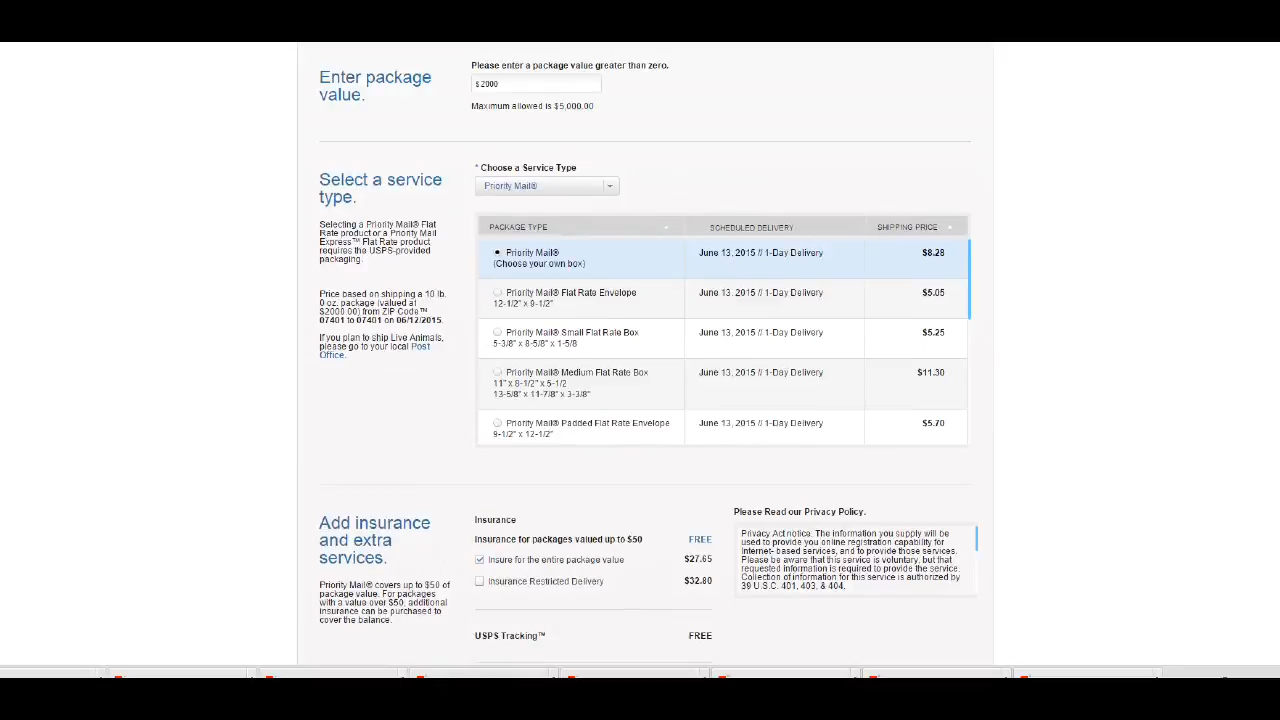 Please enter a package value greater than zero.
Enter package
value.
$2000
Maximum allowed is $5,000.00
Select a service
type.
* Choose a Service Type
Priority Mail®
Selecting a Priority Mail® Flat
Rate product or a Priority Mail
Express™ Flat Rate product
requires the USPS-provided
packaging.
Price based on shipping a 10 lb.
0 oz. package (valued at
$2000.00) from ZIP Code™
07401 to 07401 on 06/12/2015.
If you plan to ship Live Animals,
please go to your local Post
Office.
PACKAGE TYPE SCHEDULED DELIVERY SHIPPING PRICE
Priority Mail® June 13, 2015 // 1-Day Delivery $8.28
(Choose your own box)
Priority Mail® Flat Rate Envelope June 13, 2015 // 1-Day Delivery $5.05
12-1/2" x 9-1/2"
Priority Mail® Small Flat Rate Box June 13, 2015 // 1-Day Delivery $5.25
5-3/8" x 8-5/8" x 1-5/8
Priority Mail® Medium Flat Rate Box June 13, 2015 // 1-Day Delivery $11.30
11" x 8-1/2" x 5-1/2
13-5/8" x 11-7/8" x 3-3/8"
Priority Mail® Padded Flat Rate Envelope June 13, 2015 // 1-Day Delivery $5.70
9-1/2" x 12-1/2"
Add insurance
and extra
services.
Priority Mail® covers up to $50 of
package value. For packages
with a value over $50, additional
insurance can be purchased to
cover the balance.
Insurance
Insurance for packages valued up to $50 FREE
Insure for the entire package value $27.65
Insurance Restricted Delivery $32.80
USPS Tracking™ FREE
Please Read our Privacy Policy.
Privacy Act notice: The information you supply will be
used to provide you online registration capability for
Internet- based services, and to provide those services.
Please be aware that this service is voluntary, but that
requested information is required to provide the service.
Collection of information for this service is authorized by
39 U.S.C. 401, 403, & 404.